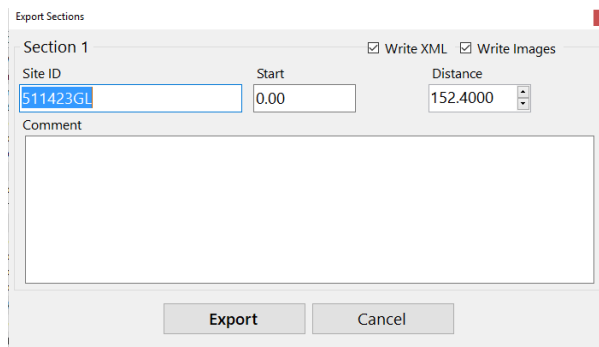 Export Sections
Section 1 Write XML Write Images
Site ID Start Distance
511423GL 0.00 152.4000
Comment
Export Cancel